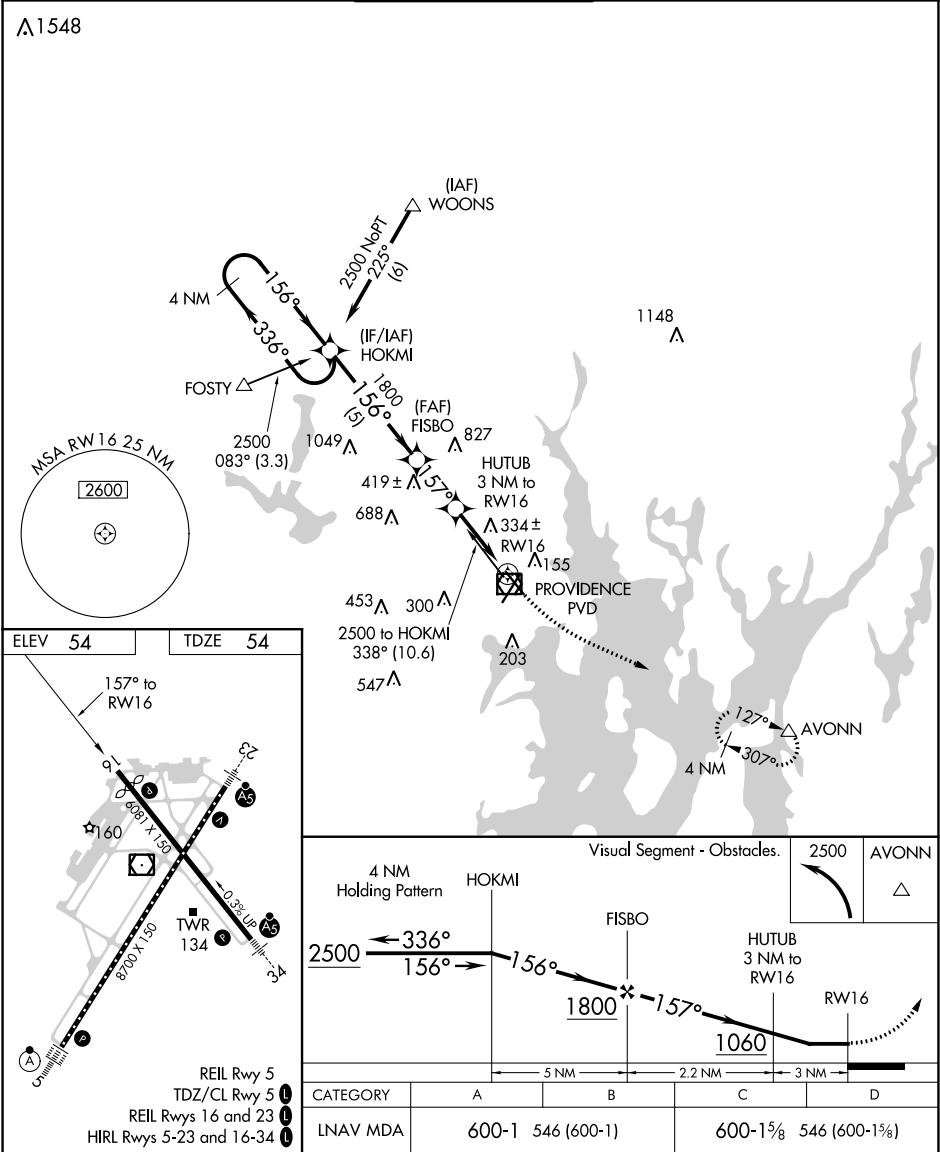 1548
(IAF)
WOONS
2500 NoPT
225°
(6)
4 NM
156°
336°
(IF/IAF)
HOKMI
1148
FOSTY
2500
083° (3.3)
1800
156°
(5)
(FAF)
FISBO
1049
827
419 ±
157°
HUTUB
3 NM to
RW16
688
334 ±
RW16
155
PROVIDENCE
PVD
453
300
2500 to HOKMI
338° (10.6)
203
547
MSA RW16 25 NM
2600
127°
AVONN
307°
4 NM
ELEV 54
TDZE 54
157° to
RW16
16
23
P
A5
6081 X 150
V
160
0.3% UP
A5
TWR
134
P
34
8700 X 150
P
A
5
REIL Rwy 5
TDZ/CL Rwy 5 L
REIL Rwys 16 and 23 L
HIRL Rwys 5-23 and 16-34 L
Visual Segment - Obstacles.
2500
AVONN
4 NM
Holding Pattern
HOKMI
FISBO
HUTUB
3 NM to
RW16
RW16
2500
336°
156°
156°
1800
157°
1060
5 NM
2.2 NM
3 NM
CATEGORY A B C D
LNAV MDA 600-1 546 (600-1) 600-1⅝ 546 (600-1⅝)